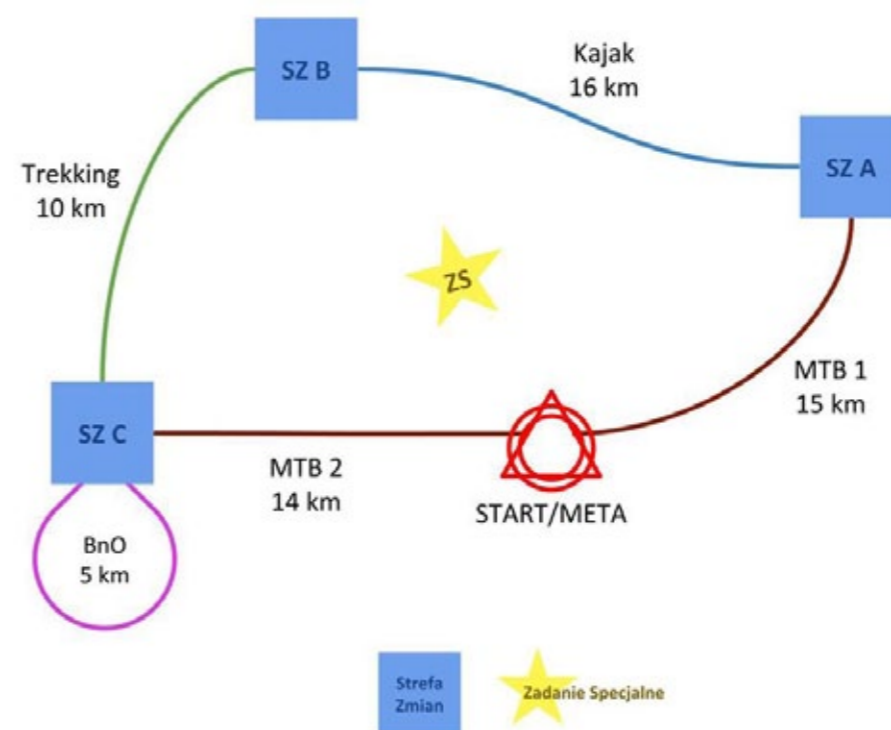 SZ B
Kajak
16 km
SZ A
Trekking
10 km
ZS
MTB 1
15 km
SZ C
MTB 2
14 km
START/META
BnO
5 km
Strefa
Zmian
Zadanie Specjalne